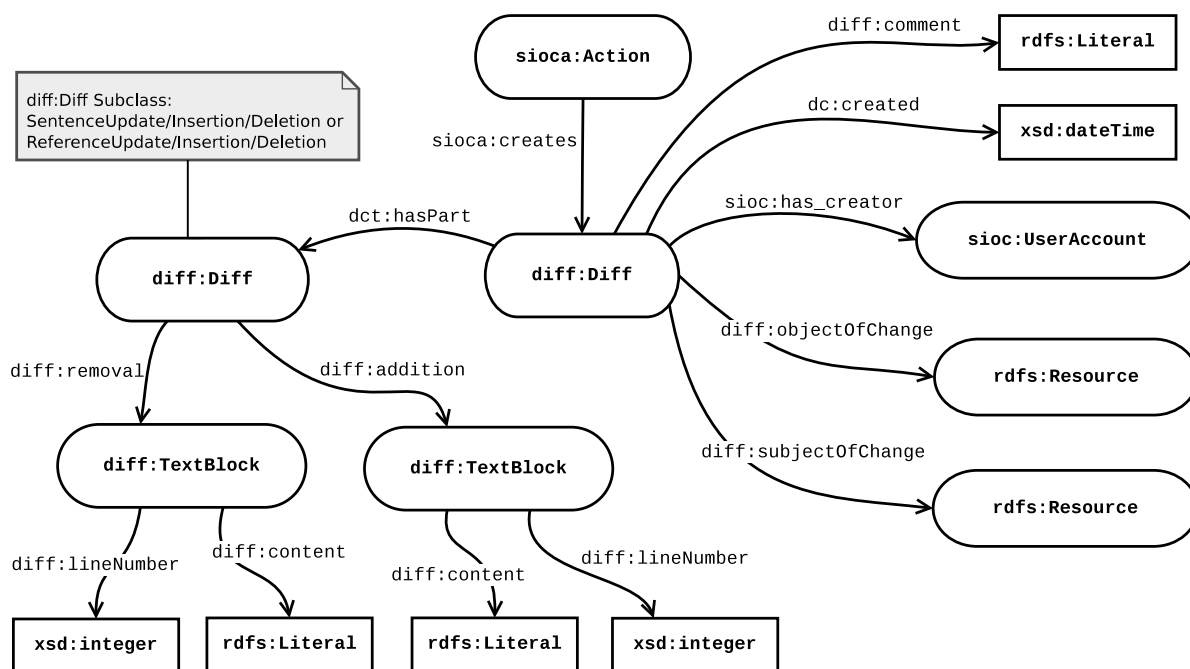 diff:comment
rdfs:Literal
sioca:Action
diff:Diff Subclass:
SentenceUpdate/Insertion/Deletion or
ReferenceUpdate/Insertion/Deletion
dc:created
xsd:dateTime
sioca:creates
sioc:has_creator
dct:hasPart
sioc:UserAccount
diff:Diff
diff:Diff
diff:objectOfChange
diff:removal
diff:addition
rdfs:Resource
diff:subjectOfChange
diff:TextBlock
diff:TextBlock
rdfs:Resource
diff:lineNumber
diff:content
diff:content
diff:lineNumber
xsd:integer
rdfs:Literal
rdfs:Literal
xsd:integer